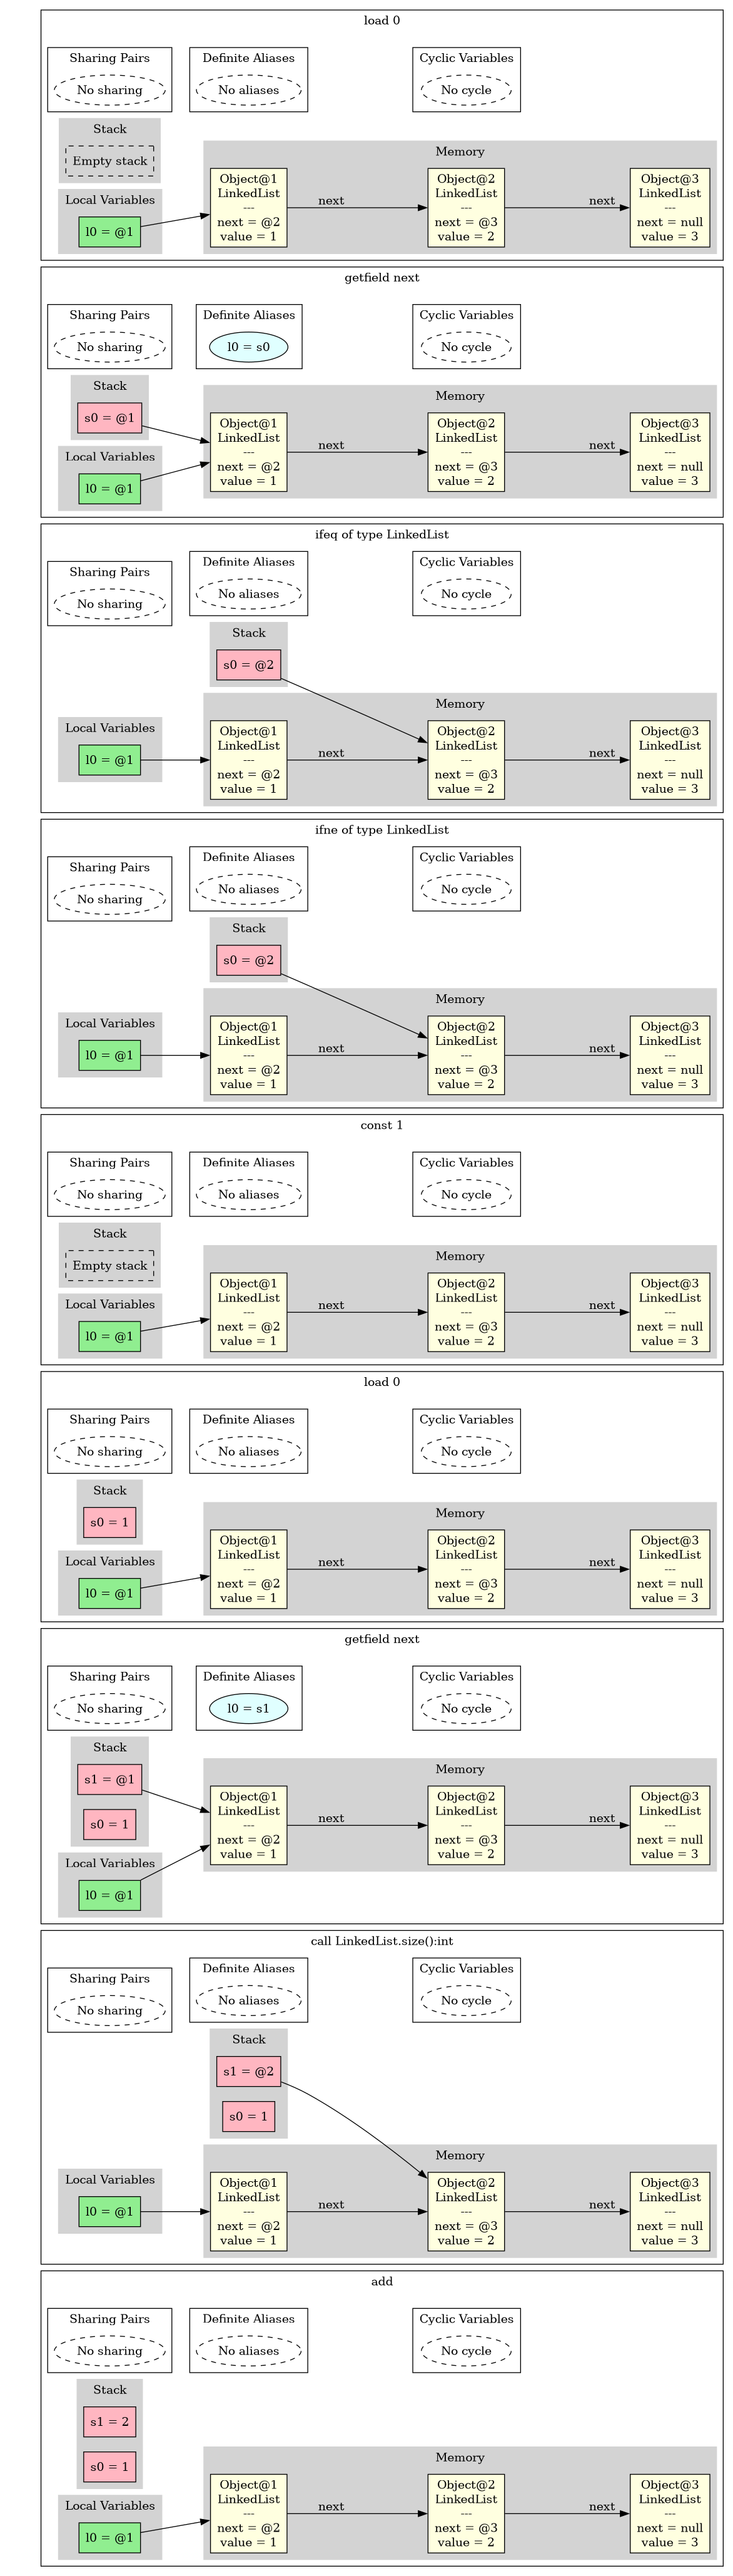 load 0
Sharing Pairs
No sharing
Definite Aliases
No aliases
Cyclic Variables
No cycle
Stack
Empty stack
Local Variables
l0 = @1
Memory
Object@1
LinkedList
---
next = @2
value = 1
next
Object@2
LinkedList
---
next = @3
value = 2
next
Object@3
LinkedList
---
next = null
value = 3
getfield next
Sharing Pairs
No sharing
Definite Aliases
l0 = s0
Cyclic Variables
No cycle
Stack
s0 = @1
Local Variables
l0 = @1
Memory
Object@1
LinkedList
---
next = @2
value = 1
next
Object@2
LinkedList
---
next = @3
value = 2
next
Object@3
LinkedList
---
next = null
value = 3
ifeq of type LinkedList
Sharing Pairs
No sharing
Definite Aliases
No aliases
Cyclic Variables
No cycle
Stack
s0 = @2
Local Variables
l0 = @1
Memory
Object@1
LinkedList
---
next = @2
value = 1
next
Object@2
LinkedList
---
next = @3
value = 2
next
Object@3
LinkedList
---
next = null
value = 3
ifne of type LinkedList
Sharing Pairs
No sharing
Definite Aliases
No aliases
Cyclic Variables
No cycle
Stack
s0 = @2
Local Variables
l0 = @1
Memory
Object@1
LinkedList
---
next = @2
value = 1
next
Object@2
LinkedList
---
next = @3
value = 2
next
Object@3
LinkedList
---
next = null
value = 3
const 1
Sharing Pairs
No sharing
Definite Aliases
No aliases
Cyclic Variables
No cycle
Stack
Empty stack
Local Variables
l0 = @1
Memory
Object@1
LinkedList
---
next = @2
value = 1
next
Object@2
LinkedList
---
next = @3
value = 2
next
Object@3
LinkedList
---
next = null
value = 3
load 0
Sharing Pairs
No sharing
Definite Aliases
No aliases
Cyclic Variables
No cycle
Stack
s0 = 1
Local Variables
l0 = @1
Memory
Object@1
LinkedList
---
next = @2
value = 1
next
Object@2
LinkedList
---
next = @3
value = 2
next
Object@3
LinkedList
---
next = null
value = 3
getfield next
Sharing Pairs
No sharing
Definite Aliases
l0 = s1
Cyclic Variables
No cycle
Stack
s1 = @1
s0 = 1
Local Variables
l0 = @1
Memory
Object@1
LinkedList
---
next = @2
value = 1
next
Object@2
LinkedList
---
next = @3
value = 2
next
Object@3
LinkedList
---
next = null
value = 3
call LinkedList.size():int
Sharing Pairs
No sharing
Definite Aliases
No aliases
Cyclic Variables
No cycle
Stack
s1 = @2
s0 = 1
Local Variables
l0 = @1
Memory
Object@1
LinkedList
---
next = @2
value = 1
next
Object@2
LinkedList
---
next = @3
value = 2
next
Object@3
LinkedList
---
next = null
value = 3
add
Sharing Pairs
No sharing
Definite Aliases
No aliases
Cyclic Variables
No cycle
Stack
s1 = 2
s0 = 1
Local Variables
l0 = @1
Memory
Object@1
LinkedList
---
next = @2
value = 1
next
Object@2
LinkedList
---
next = @3
value = 2
next
Object@3
LinkedList
---
next = null
value = 3